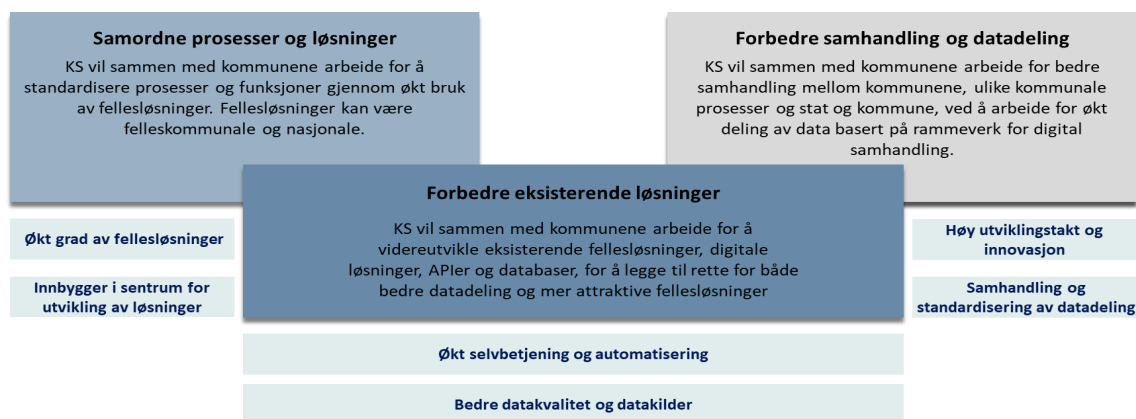 Samordne prosesser og løsninger
KS vil sammen med kommunene arbeide for å
standardisere prosesser og funksjoner gjennom økt bruk
av fellesløsninger. Fellesløsninger kan være
felleskommunale og nasjonale.
Forbedre samhandling og datadeling
KS vil sammen med kommunene arbeide for bedre
samhandling mellom kommunene, ulike kommunale
prosesser og stat og kommune, ved å arbeide for økt
deling av data basert på rammeverk for digital
samhandling.
Forbedre eksisterende løsninger
KS vil sammen med kommunene arbeide for å
videreutvikle eksisterende fellesløsninger, digitale
løsninger, APIer og databaser, for å legge til rette for både
bedre datadeling og mer attraktive fellesløsninger
Økt grad av fellesløsninger
Innbygger i sentrum for
utvikling av løsninger
Høy utviklingstakt og
innovasjon
Samhandling og
standardisering av datadeling
Økt selvbetjening og automatisering
Bedre datakvalitet og datakilder